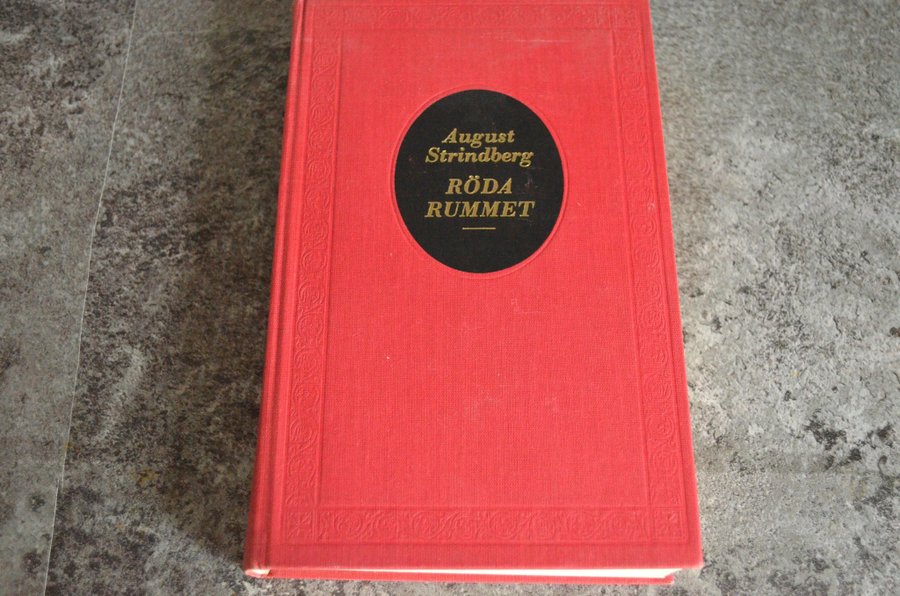 August
Strindberg
RÖDA
RUMMET